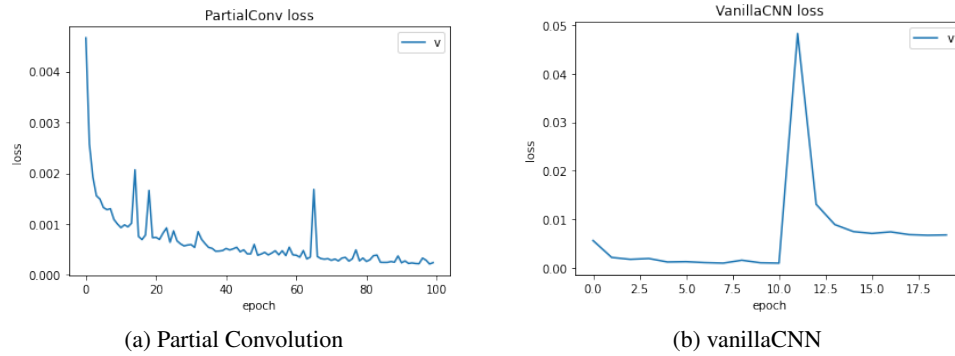 PartialConv loss
v
0.004
0.003
0.002
0.001
0.000
loss
0
20
40
60
80
100
epoch
(a) Partial Convolution
VanillaCNN loss
v
0.05
0.04
0.03
0.02
0.01
0.00
loss
0.0
2.5
5.0
7.5
10.0
12.5
15.0
17.5
epoch
(b) vanillaCNN